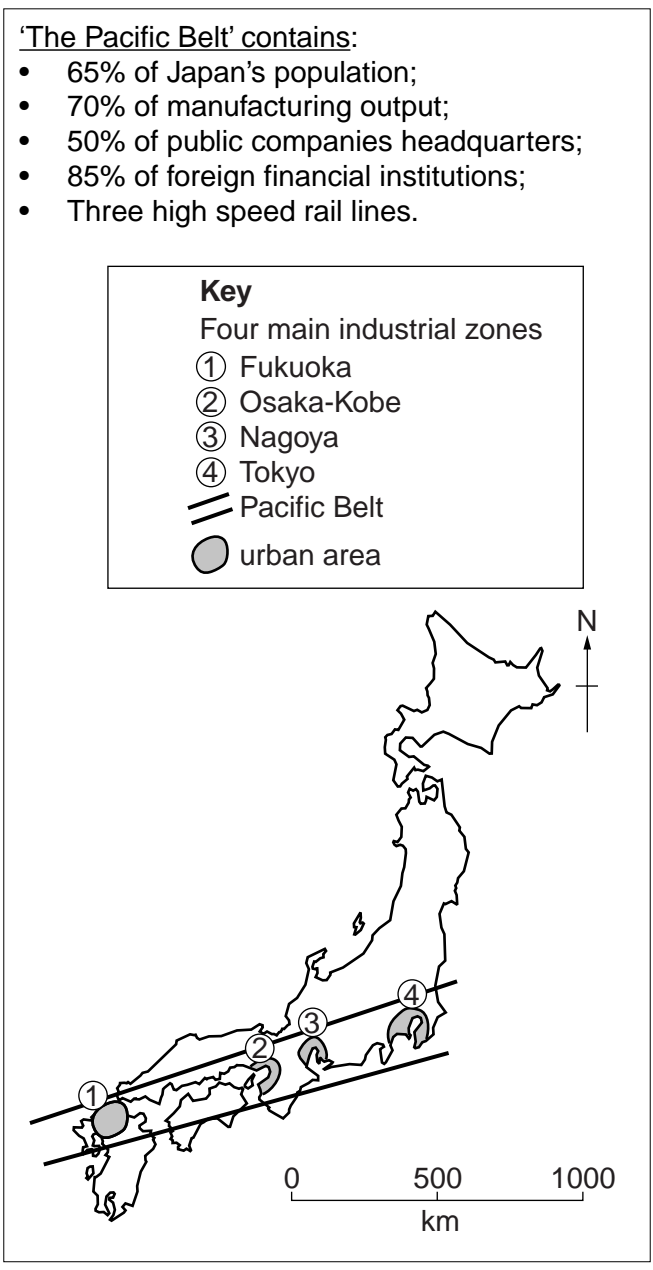 ‘The Pacific Belt’ contains:
• 65% of Japan’s population;
• 70% of manufacturing output;
• 50% of public companies headquarters;
• 85% of foreign financial institutions;
• Three high speed rail lines.
Key
Four main industrial zones
① Fukuoka
② Osaka-Kobe
③ Nagoya
④ Tokyo
Pacific Belt
urban area
N
④
③
②
①
0 500 1000
km